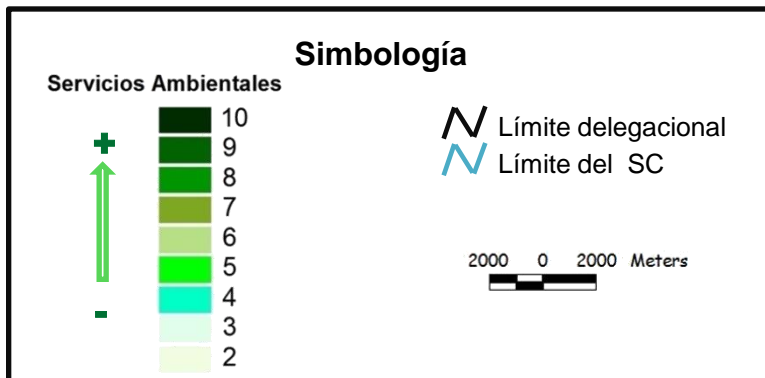 Simbología
Servicios Ambientales
+
10
9
8
7
6
5
4
3
2
-
Límite delegacional
Límite del SC
2000 0 2000 Meters